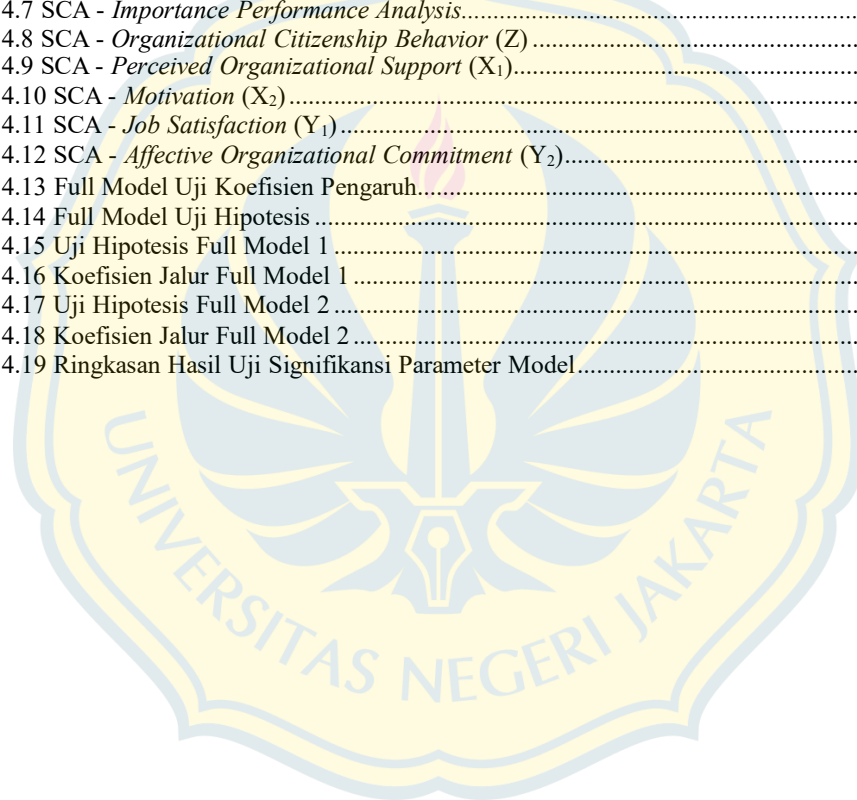 4.7 SCA - Importance Performance Analysis........................................................................
4.8 SCA - Organizational Citizenship Behavior (Z) ............................................................
4.9 SCA - Perceived Organizational Support (X₁)...............................................................
4.10 SCA - Motivation (X₂) ...................................................................................................
4.11 SCA - Job Satisfaction (Y₁) ...........................................................................................
4.12 SCA - Affective Organizational Commitment (Y₂).......................................................
4.13 Full Model Uji Koefisien Pengaruh...............................................................................
4.14 Full Model Uji Hipotesis ...............................................................................................
4.15 Uji Hipotesis Full Model 1 ............................................................................................
4.16 Koefisien Jalur Full Model 1 .........................................................................................
4.17 Uji Hipotesis Full Model 2 ............................................................................................
4.18 Koefisien Jalur Full Model 2 .........................................................................................
4.19 Ringkasan Hasil Uji Signifikansi Parameter Model.....................................................
UNIVERSITAS NEGERI JAKARTA